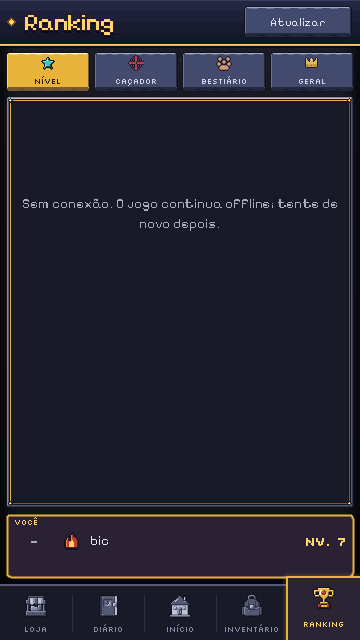 Ranking
Atualizar
NÍVEL
CAÇADOR
BESTIÁRIO
GERAL
Sem conexão. O jogo continua offline; tente de
novo depois.
VOCÊ
– bio NV. 7
LOJA
DIÁRIO
INÍCIO
INVENTÁRIO
RANKING